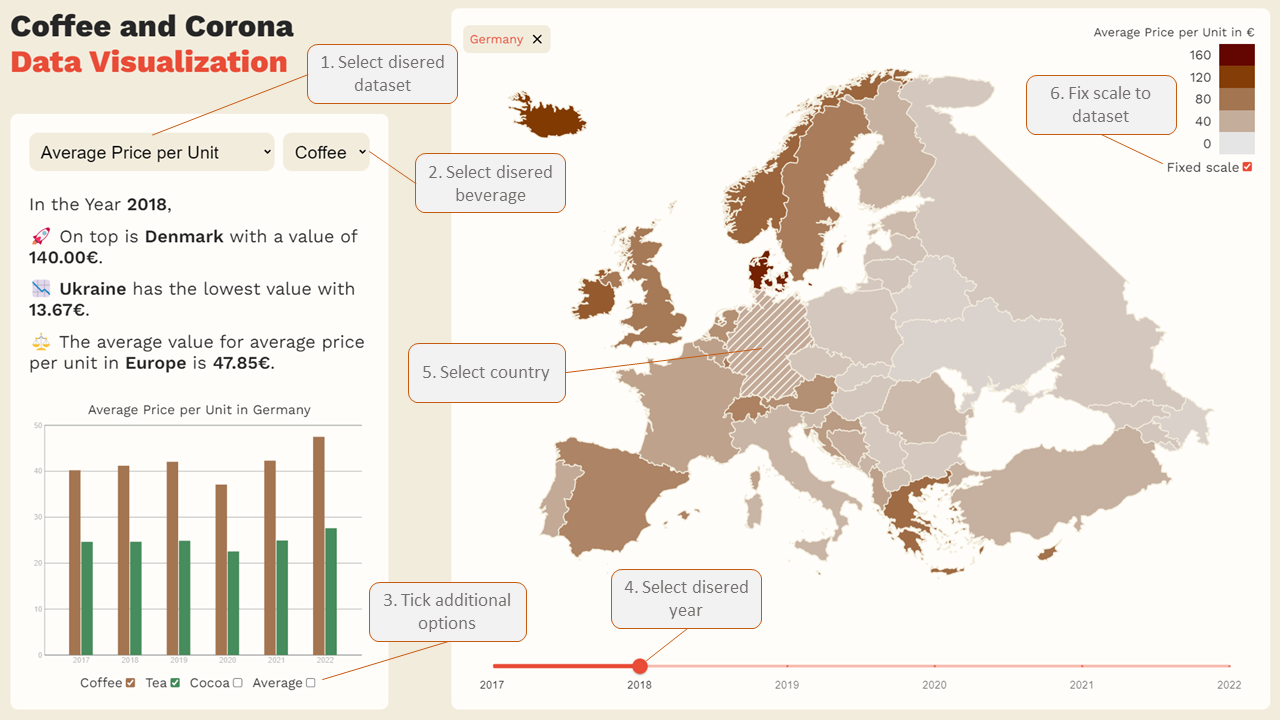 Coffee and Corona
Data Visualization
1. Select disered
dataset
Average Price per Unit
Coffee
2. Select disered
beverage
In the Year 2018,
🚀 On top is Denmark with a value of
140.00€.
📉 Ukraine has the lowest value with
13.67€.
⚖️ The average value for average price
per unit in Europe is 47.85€.
Average Price per Unit in Germany
50
40
30
20
10
0
2017 2018 2019 2020 2021 2022
Coffee Tea Cocoa Average
3. Tick additional
options
Germany ✕
Average Price per Unit in €
160
120
80
40
0
6. Fix scale to
dataset
Fixed scale
5. Select country
4. Select disered
year
2017 2018 2019 2020 2021 2022